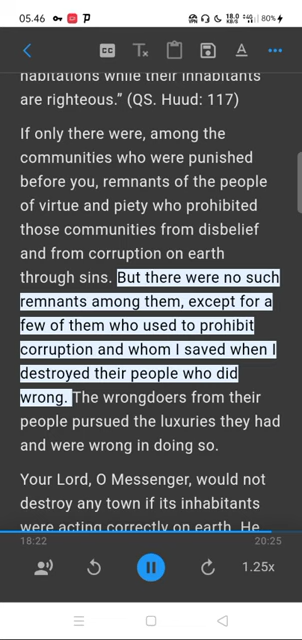 05.46
18.0 KB/S
80%
habitations while their inhabitants
are righteous.” (QS. Huud: 117)
If only there were, among the
communities who were punished
before you, remnants of the people
of virtue and piety who prohibited
those communities from disbelief
and from corruption on earth
through sins. But there were no such
remnants among them, except for a
few of them who used to prohibit
corruption and whom I saved when I
destroyed their people who did
wrong. The wrongdoers from their
people pursued the luxuries they had
and were wrong in doing so.
Your Lord, O Messenger, would not
destroy any town if its inhabitants
were acting correctly on earth. He
18:22
20:25
1.25x